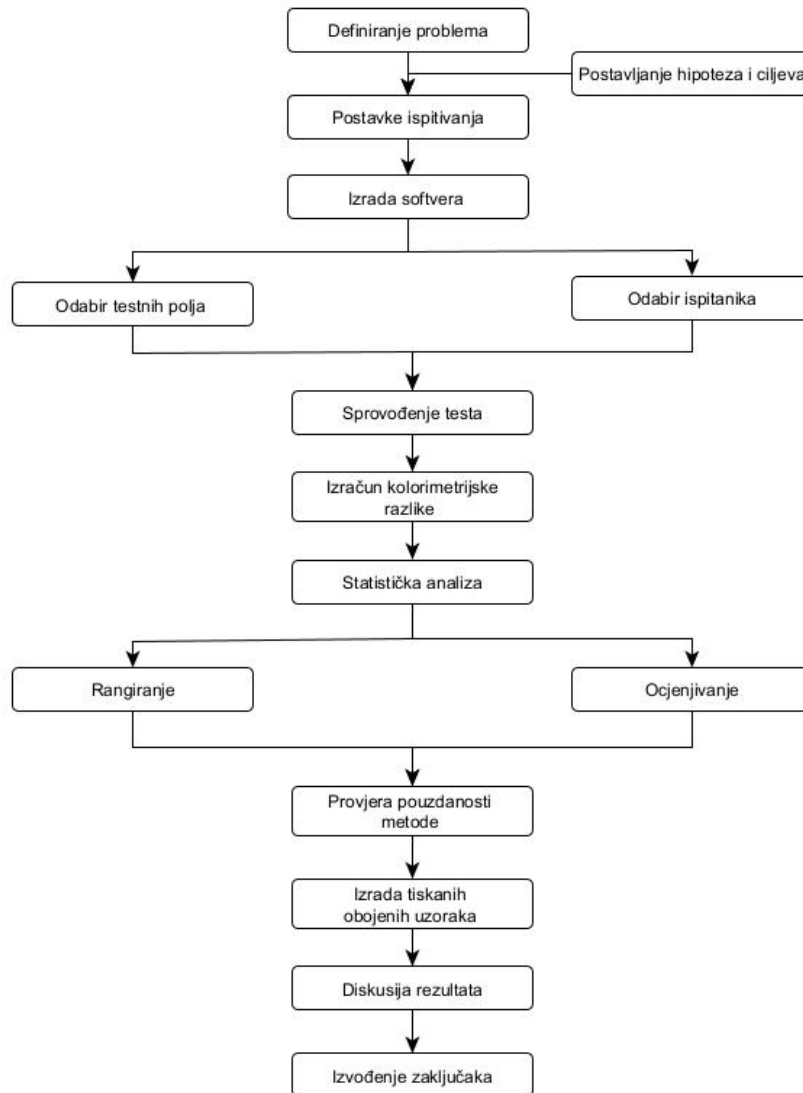 Definiranje problema
Postavljanje hipoteza i ciljeva
Postavke ispitivanja
Izrada softvera
Odabir testnih polja
Odabir ispitanika
Sprovođenje testa
Izračun kolorimetrijske
razlike
Statistička analiza
Rangiranje
Ocjenjivanje
Provjera pouzdanosti
metode
Izrada tiskanih
obojenih uzoraka
Diskusija rezultata
Izvođenje zaključaka